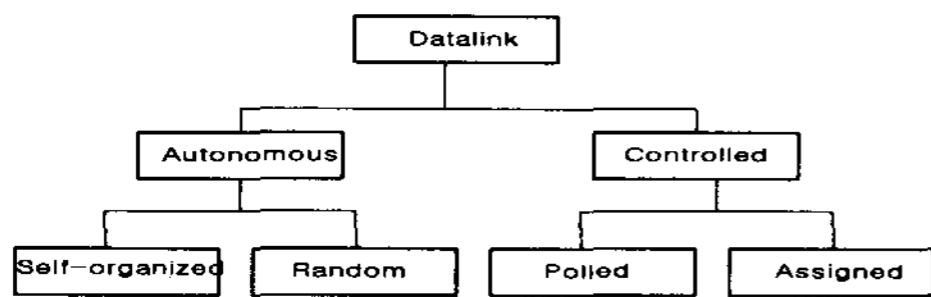 Datalink
Autonomous
Controlled
Self-organized
Random
Polled
Assigned